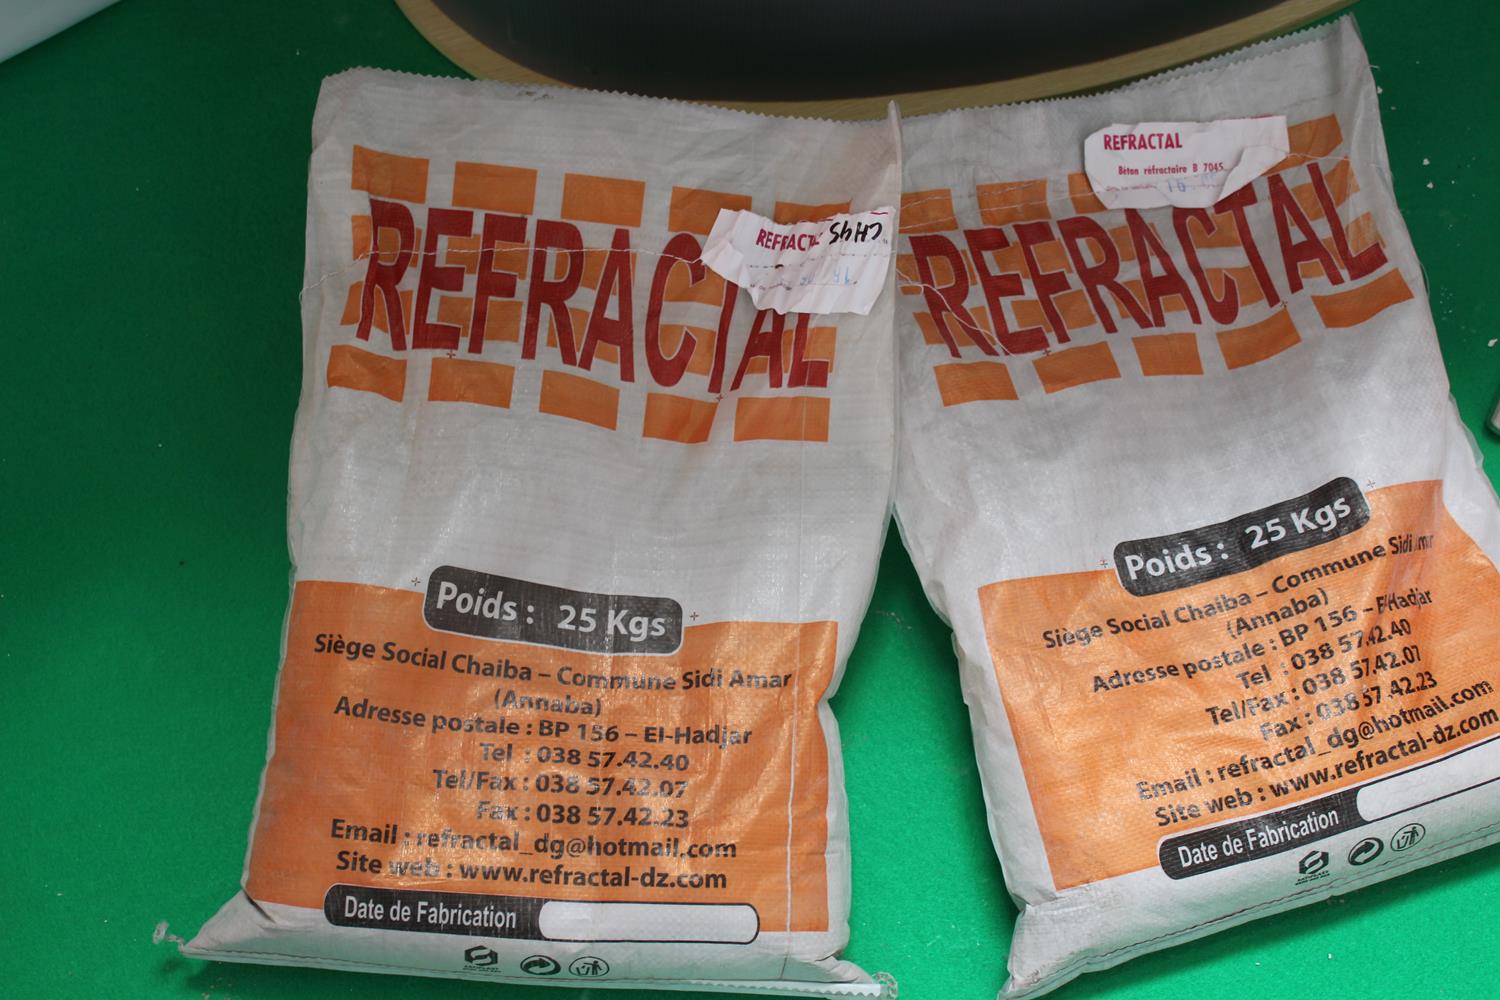 REFRACTAL
REFRACTAL
Poids : 25 Kgs
Siège Social Chaiba – Commune Sidi Amar
(Annaba)
Adresse postale : BP 156 – El-Hadjar
Tel : 038 57.42.40
Tel/Fax : 038 57.42.07
Fax : 038 57.42.23
Email : refractal_dg@hotmail.com
Site web : www.refractal-dz.com
Date de Fabrication
REFRACTAL
Béton réfractaire B 7045
REFRACTAL
Poids : 25 Kgs
Siège Social Chaiba – Commune Sidi Amar
(Annaba)
Adresse postale : BP 156 – El-Hadjar
Tel : 038 57.42.40
Tel/Fax : 038 57.42.07
Fax : 038 57.42.23
Email : refractal_dg@hotmail.com
Site web : www.refractal-dz.com
Date de Fabrication